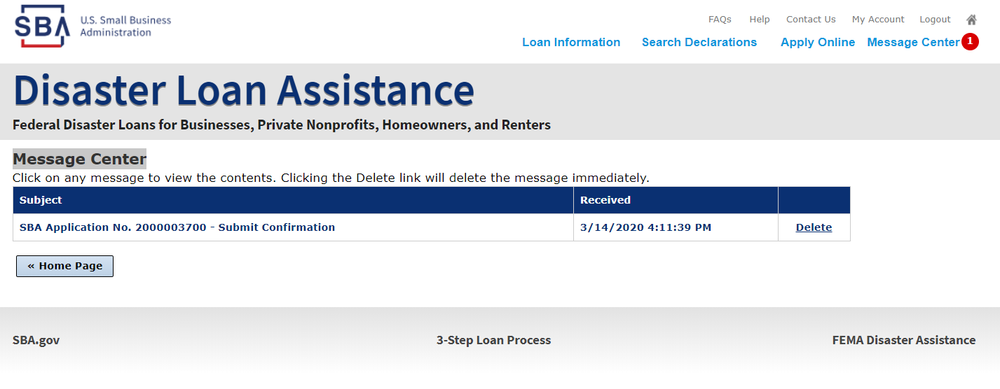 SBA U.S. Small Business
Administration
FAQs Help Contact Us My Account Logout
Loan Information Search Declarations Apply Online Message Center 1
Disaster Loan Assistance
Federal Disaster Loans for Businesses, Private Nonprofits, Homeowners, and Renters
Message Center
Click on any message to view the contents. Clicking the Delete link will delete the message immediately.
Subject Received
SBA Application No. 2000003700 - Submit Confirmation 3/14/2020 4:11:39 PM Delete
« Home Page
SBA.gov 3-Step Loan Process FEMA Disaster Assistance